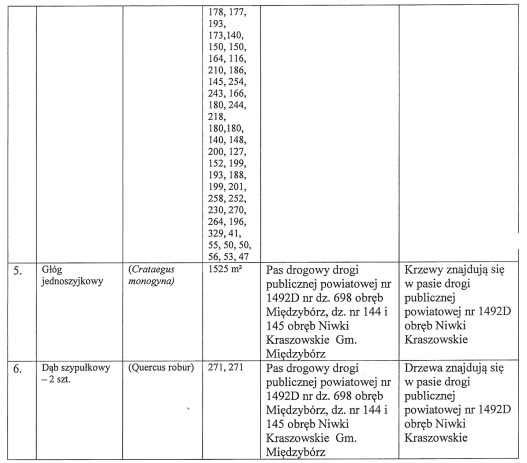 178, 177,
193,
173,140,
150, 150,
164, 116,
210, 186,
145, 254,
243, 166,
180, 244,
218,
180,180,
140, 148,
200, 127,
152, 199,
193, 188,
199, 201,
258, 252,
230, 270,
264, 196,
329, 41,
55, 50, 50,
56, 53, 47
5.
Głóg
jednoszyjkowy
(Crataegus
monogyna)
1525 m²
Pas drogowy drogi
publicznej powiatowej nr
1492D nr dz. 698 obręb
Międzybórz, dz. nr 144 i
145 obręb Niwki
Kraszowskie Gm.
Międzybórz
Krzewy znajdują się
w pasie drogi
publicznej
powiatowej nr 1492D
obręb Niwki
Kraszowskie
6.
Dąb szypułkowy
– 2 szt.
(Quercus robur)
271, 271
Pas drogowy drogi
publicznej powiatowej nr
1492D nr dz. 698 obręb
Międzybórz, dz. nr 144 i
145 obręb Niwki
Kraszowskie Gm.
Międzybórz
Drzewa znajdują się
w pasie drogi
publicznej
powiatowej nr 1492D
obręb Niwki
Kraszowskie